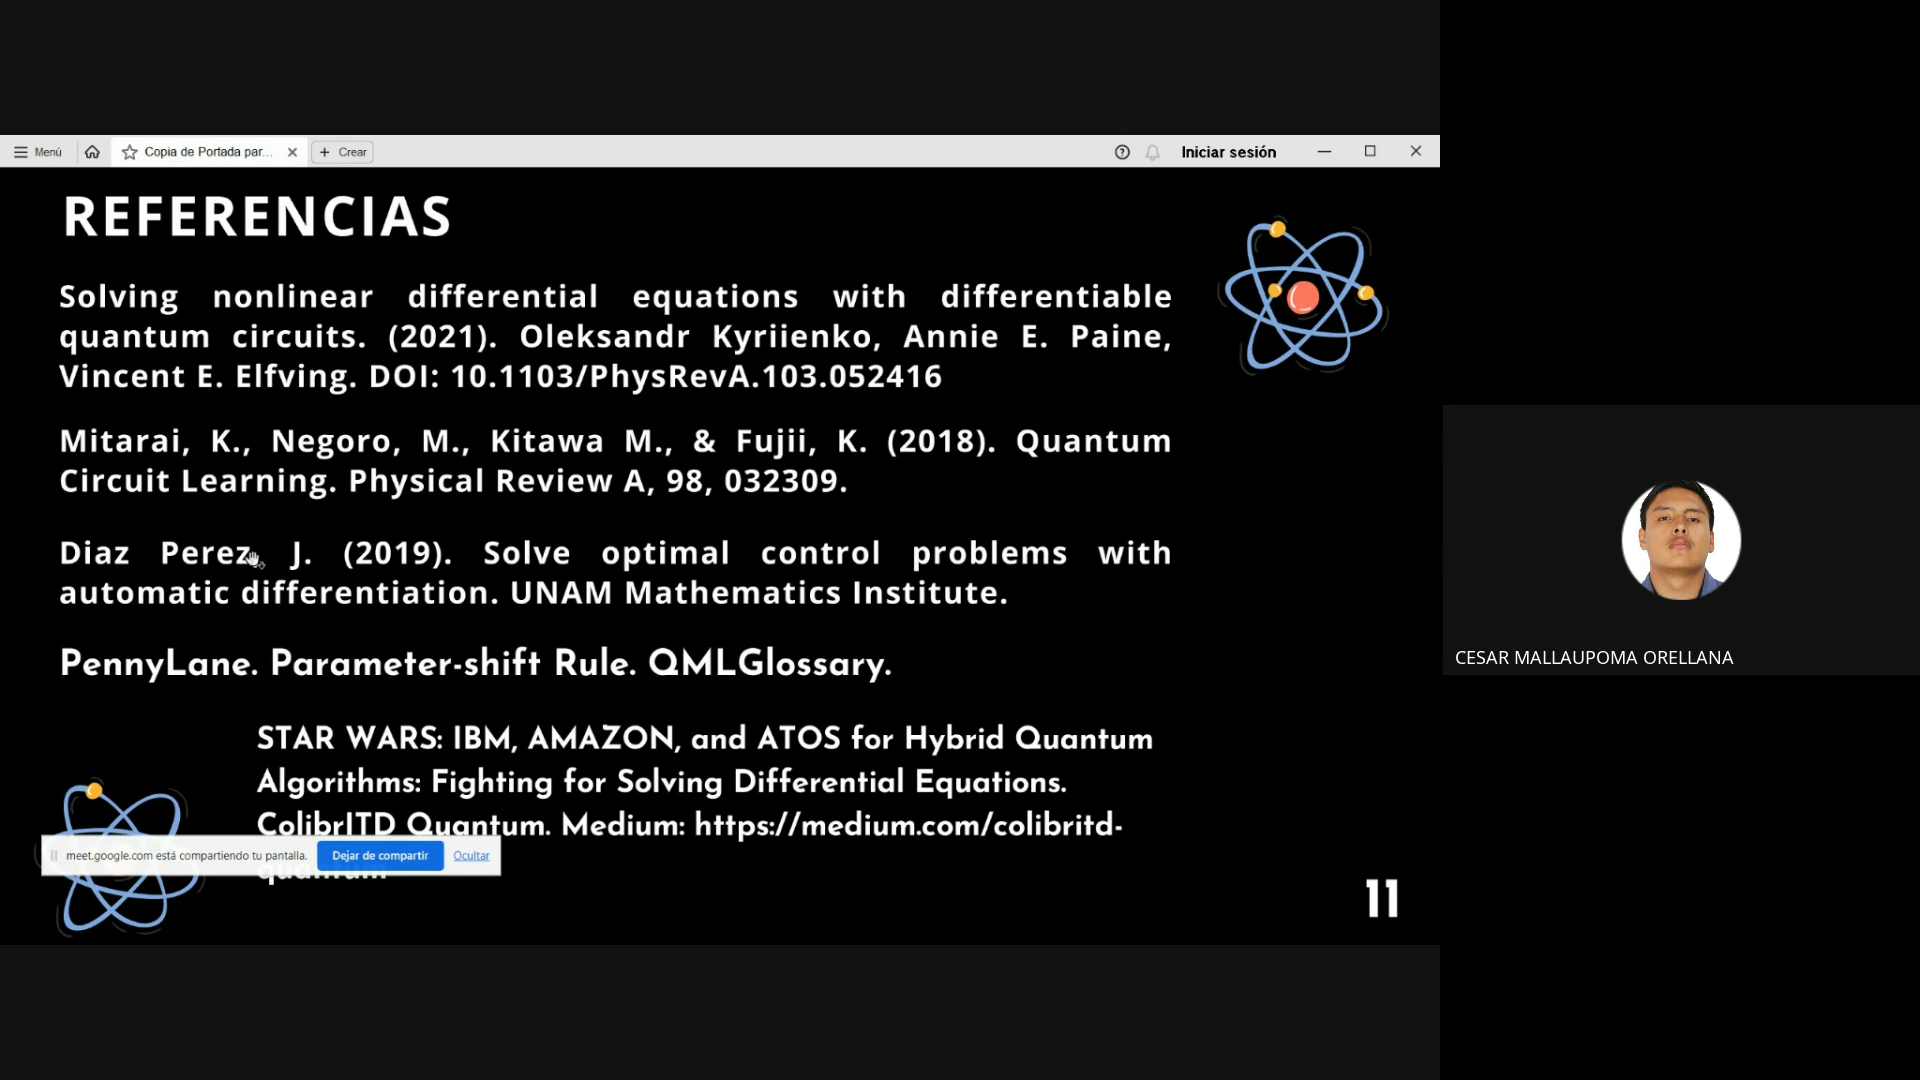 Menú
Copia de Portada par...
+ Crear
Iniciar sesión
REFERENCIAS
Solving nonlinear differential equations with differentiable
quantum circuits. (2021). Oleksandr Kyriienko, Annie E. Paine,
Vincent E. Elfving. DOI: 10.1103/PhysRevA.103.052416
Mitarai, K., Negoro, M., Kitawa M., & Fujii, K. (2018). Quantum
Circuit Learning. Physical Review A, 98, 032309.
Diaz Perez, J. (2019). Solve optimal control problems with
automatic differentiation. UNAM Mathematics Institute.
PennyLane. Parameter-shift Rule. QMLGlossary.
STAR WARS: IBM, AMAZON, and ATOS for Hybrid Quantum
Algorithms: Fighting for Solving Differential Equations.
ColibrITD Quantum. Medium: https://medium.com/colibritd-
quantum
meet.google.com está compartiendo tu pantalla.
Dejar de compartir
Ocultar
11
CESAR MALLAUPOMA ORELLANA